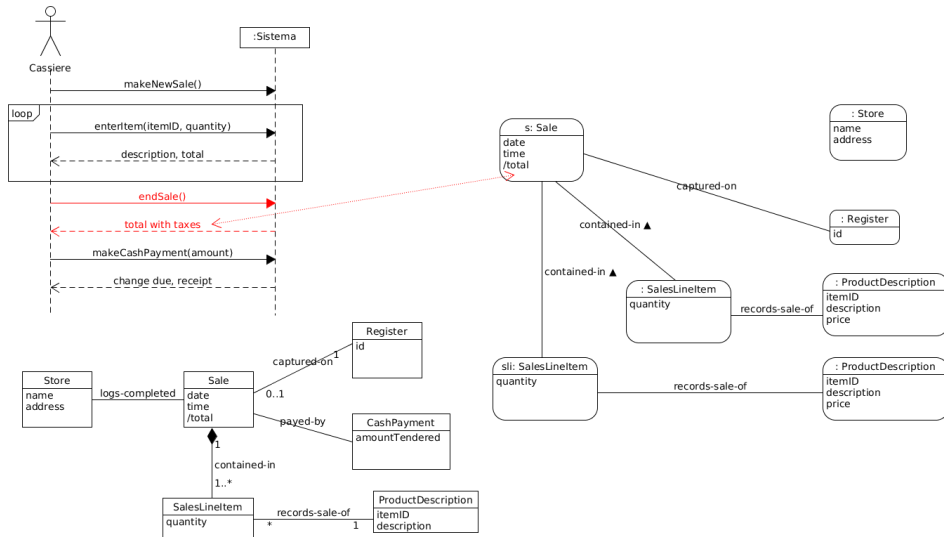 Cassiere
:Sistema
makeNewSale()
loop
enterItem(itemID, quantity)
description, total
endSale()
total with taxes
makeCashPayment(amount)
change due, receipt
s: Sale
date
time
/total
: Store
name
address
captured-on
: Register
id
contained-in ▲
contained-in ▲
: SalesLineItem
quantity
records-sale-of
: ProductDescription
itemID
description
price
sli: SalesLineItem
quantity
records-sale-of
: ProductDescription
itemID
description
price
Register
id
captured-on
1
0..1
Store
name
address
logs-completed
Sale
date
time
/total
payed-by
CashPayment
amountTendered
1
contained-in
1..*
SalesLineItem
quantity
records-sale-of
*
1
ProductDescription
itemID
description